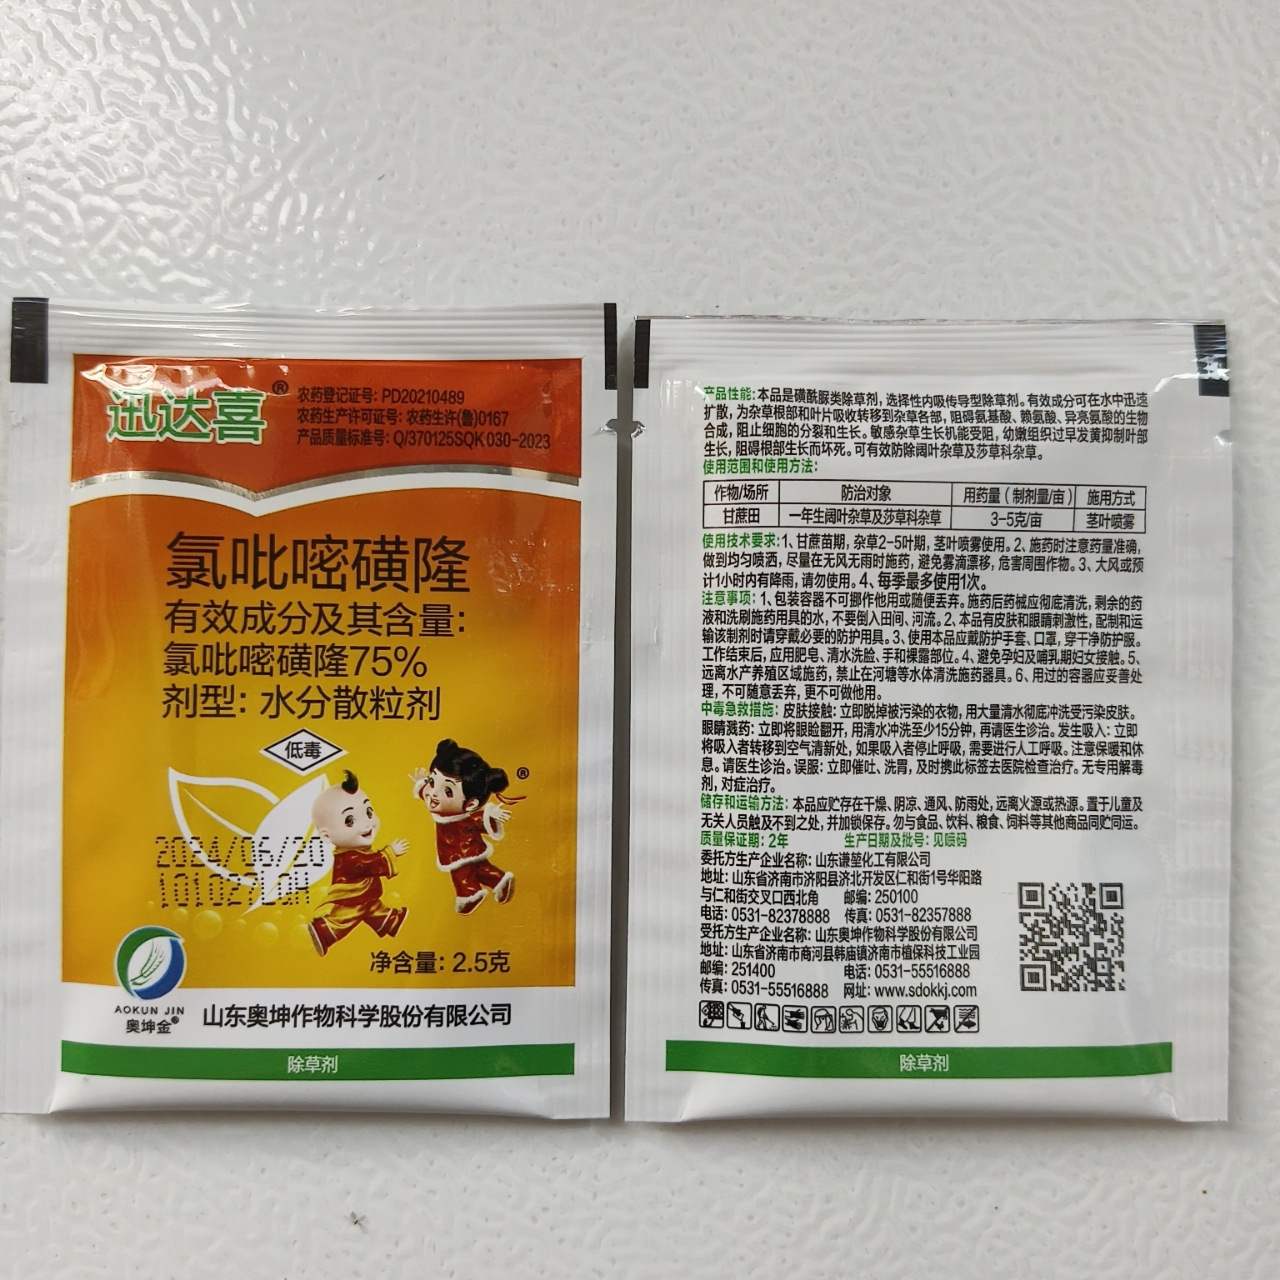 迅达喜®
农药登记证号: PD20210489
农药生产许可证号: 农药生许(鲁)0167
产品质量标准号: Q/370125SQK 030-2023
氯吡嘧磺隆
有效成分及其含量:
氯吡嘧磺隆75%
剂型: 水分散粒剂
低毒
®
2024/06/20
101027LQH
净含量: 2.5克
AOKUN JIN
奥坤金®
山东奥坤作物科学股份有限公司
除草剂
产品性能: 本品是磺酰脲类除草剂, 选择性内吸传导型除草剂。有效成分可在水中迅速
扩散, 为杂草根部和叶片吸收转移到杂草各部, 阻碍氨基酸、赖氨酸、异亮氨酸的生物
合成, 阻止细胞的分裂和生长。敏感杂草生长机能受阻, 幼嫩组织过早发黄抑制叶部
生长, 阻碍根部生长而坏死。可有效防除阔叶杂草及莎草科杂草。
使用范围和使用方法:
作物/场所 防治对象 用药量 ( 制剂量/亩 ) 施用方式
甘蔗田 一年生阔叶杂草及莎草科杂草 3-5克/亩 茎叶喷雾
使用技术要求: 1、甘蔗苗期, 杂草2-5叶期, 茎叶喷雾使用。2、施药时注意药量准确,
做到均匀喷洒, 尽量在无风无雨时施药, 避免雾滴漂移, 危害周围作物。3、大风或预
计1小时内有降雨, 请勿使用。4、每季最多使用1次。
注意事项: 1、包装容器不可挪作他用或随便丢弃。施药后药械应彻底清洗, 剩余的药
液和洗刷施药用具的水, 不要倒入田间、河流。2、本品有皮肤和眼睛刺激性, 配制和运
输该制剂时请穿戴必要的防护用具。3、使用本品应戴防护手套、口罩, 穿干净防护服。
工作结束后, 应用肥皂、清水洗脸、手和裸露部位。4、避免孕妇及哺乳期妇女接触。5、
远离水产养殖区域施药, 禁止在河塘等水体清洗施药器具。6、用过的容器应妥善处
理, 不可随意丢弃, 更不可做他用。
中毒急救措施: 皮肤接触: 立即脱掉被污染的衣物, 用大量清水彻底冲洗受污染皮肤。
眼睛溅药: 立即将眼睑翻开, 用清水冲洗至少15分钟, 再请医生诊治。发生吸入: 立即
将吸入者转移到空气清新处, 如果吸入者停止呼吸, 需要进行人工呼吸。注意保暖和休
息。请医生诊治。误服: 立即催吐、洗胃, 及时携此标签去医院检查治疗。无专用解毒
剂, 对症治疗。
储存和运输方法: 本品应贮存在干燥、阴凉、通风、防雨处, 远离火源或热源。置于儿童及
无关人员触及不到之处, 并加锁保存。勿与食品、饮料、粮食、饲料等其他商品同贮同运。
质量保证期: 2年 生产日期及批号: 见喷码
委托方生产企业名称: 山东谦堃化工有限公司
地址: 山东省济南市济阳县济北开发区仁和街1号华阳路
与仁和街交叉口西北角 邮编: 250100
电话: 0531-82378888 传真: 0531-82357888
受托方生产企业名称: 山东奥坤作物科学股份有限公司
地址: 山东省济南市商河县韩庙镇济南市植保科技工业园
邮编: 251400 电话: 0531-55516888
传真: 0531-55516888 网址: www.sdokkj.com
除草剂